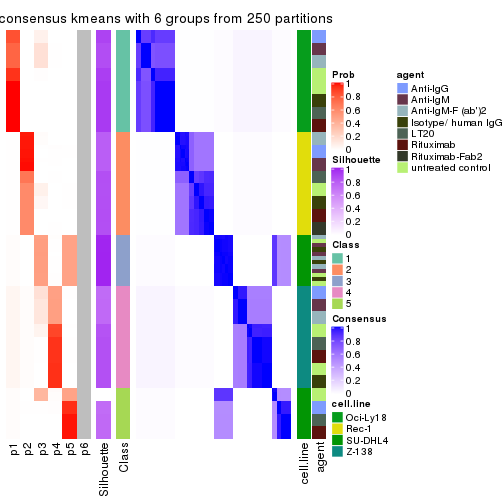 consensus kmeans with 6 groups from 250 partitions
Prob
1
0.8
0.6
0.4
0.2
0
Silhouette
1
0.8
0.6
0.4
0.2
0
Class
1
2
3
4
5
Consensus
1
0.8
0.6
0.4
0.2
0
cell.line
Oci-Ly18
Rec-1
SU-DHL4
Z-138
agent
Anti-IgG
Anti-IgM
Anti-IgM-F (ab')2
Isotype/ human IgG
LT20
Rituximab
Rituximab-Fab2
untreated control
p1
p2
p3
p4
p5
p6
Silhouette
Class
cell.line
agent